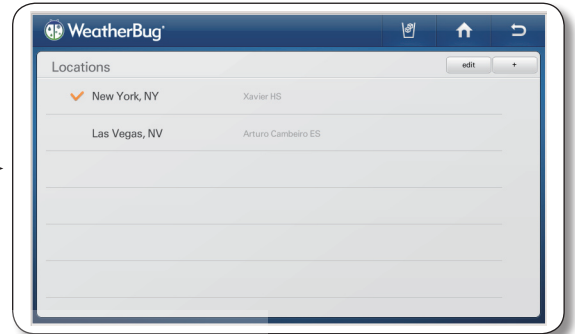 WeatherBug®
Locations edit +
New York, NY Xavier HS
Las Vegas, NV Arturo Cambeiro ES